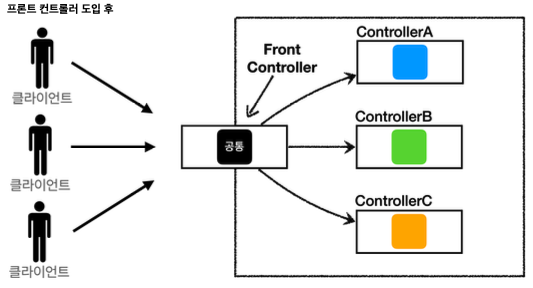 프론트 컨트롤러 도입 후
클라이언트
클라이언트
클라이언트
Front
Controller
공통
ControllerA
ControllerB
ControllerC